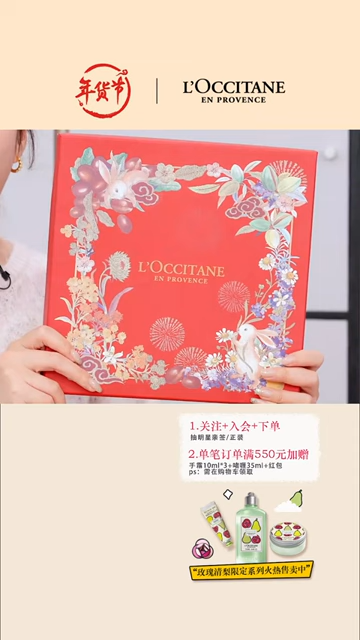 年货节
L'OCCITANE
EN PROVENCE
L'OCCITANE
EN PROVENCE
1.关注+入会+下单
抽明星亲签/正装
2.单笔订单满550元加赠
手霜10ml*3+啫喱35ml+红包
ps：需在购物车领取
“玫瑰清梨限定系列火热售卖中”